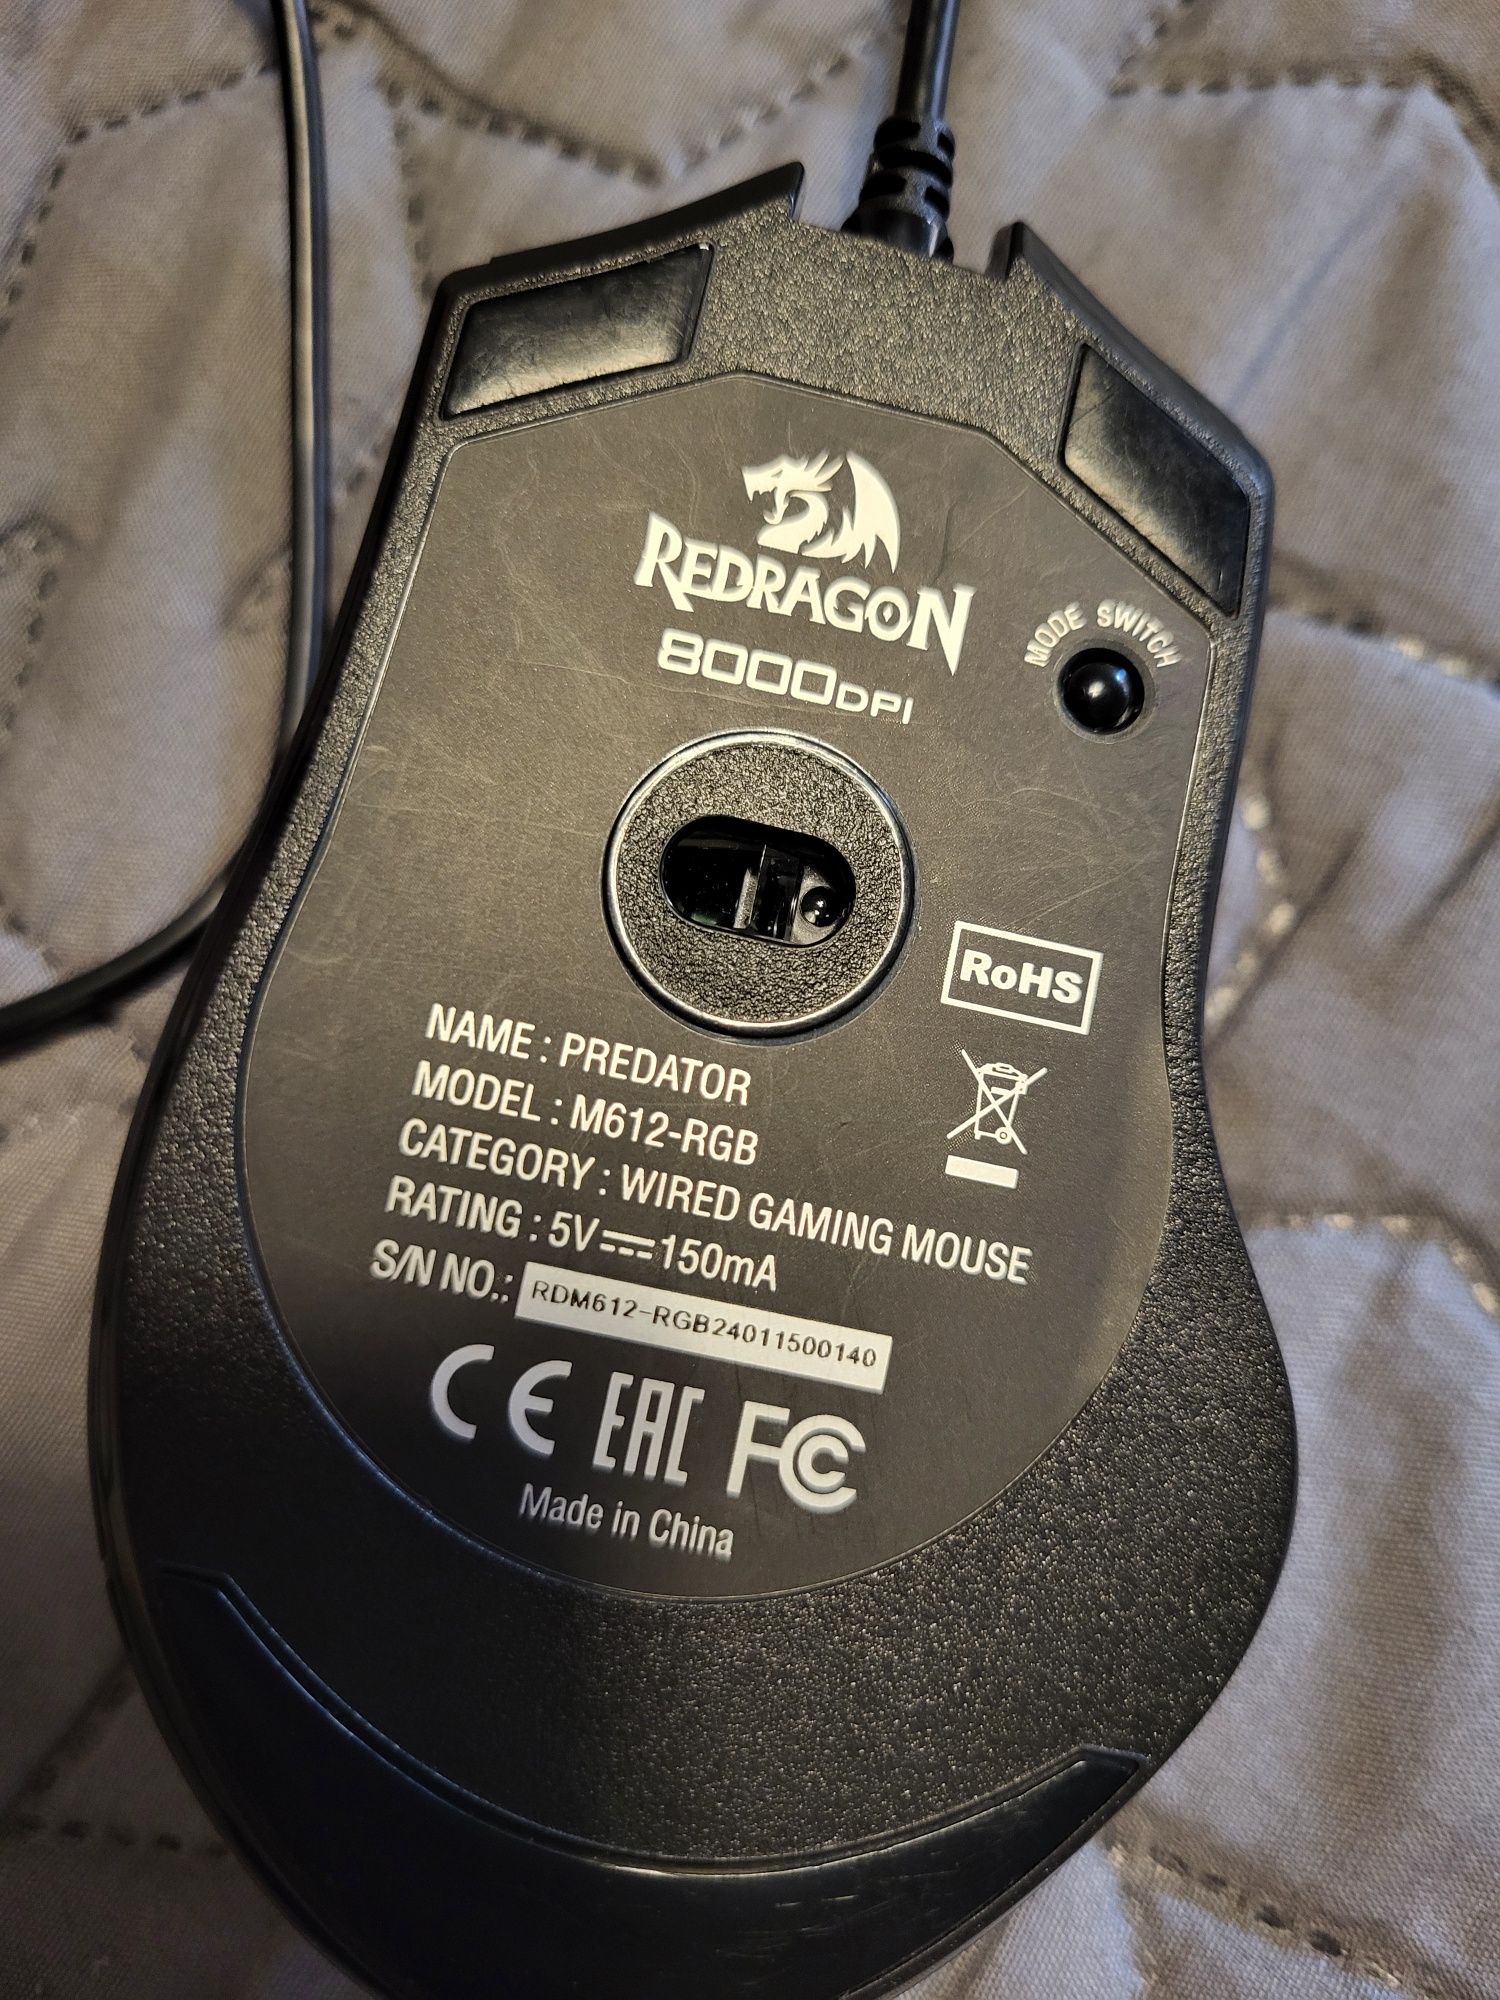 REDRAGON
8000DPI
MODE SWITCH
RoHS
NAME : PREDATOR
MODEL : M612-RGB
CATEGORY : WIRED GAMING MOUSE
RATING : 5V⎓150mA
S/N NO.: RDM612-RGB24011500140
CE EAC FC
Made in China